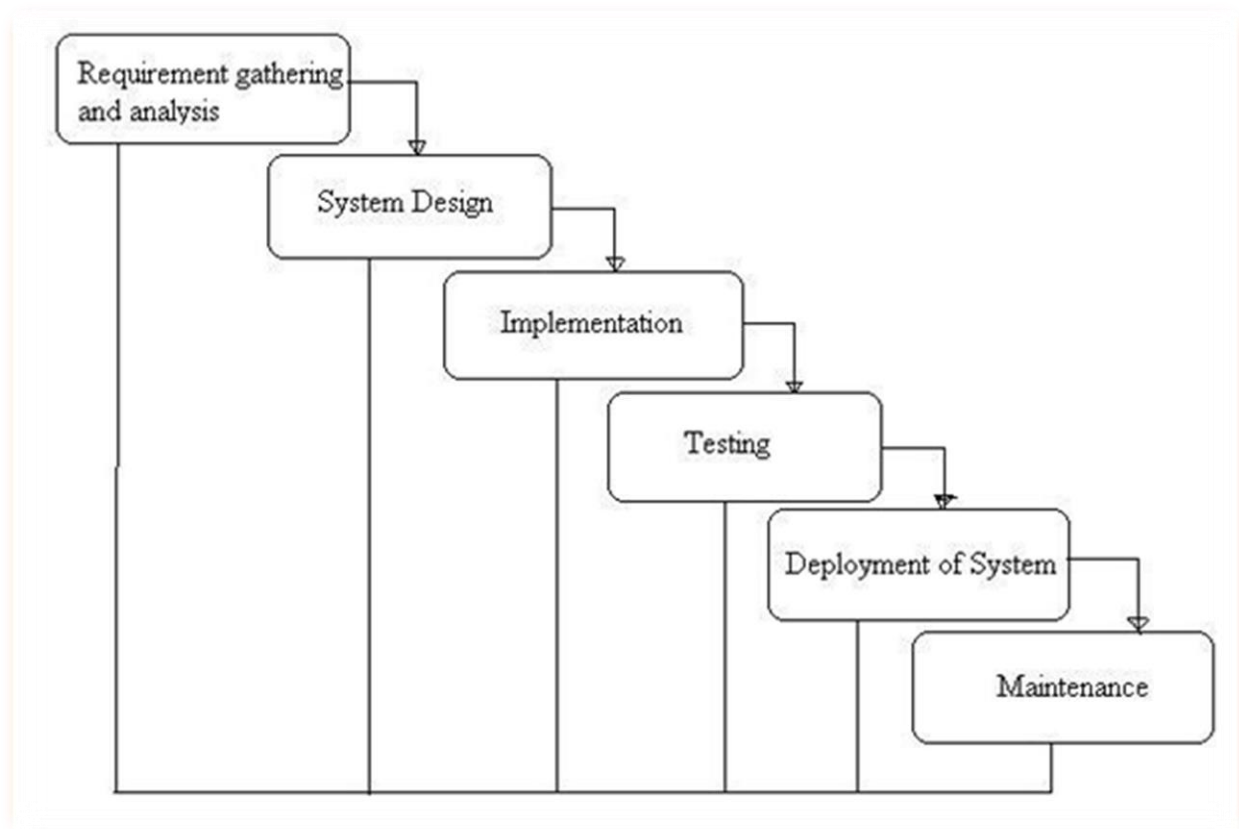 Requirement gathering
and analysis
System Design
Implementation
Testing
Deployment of System
Maintenance